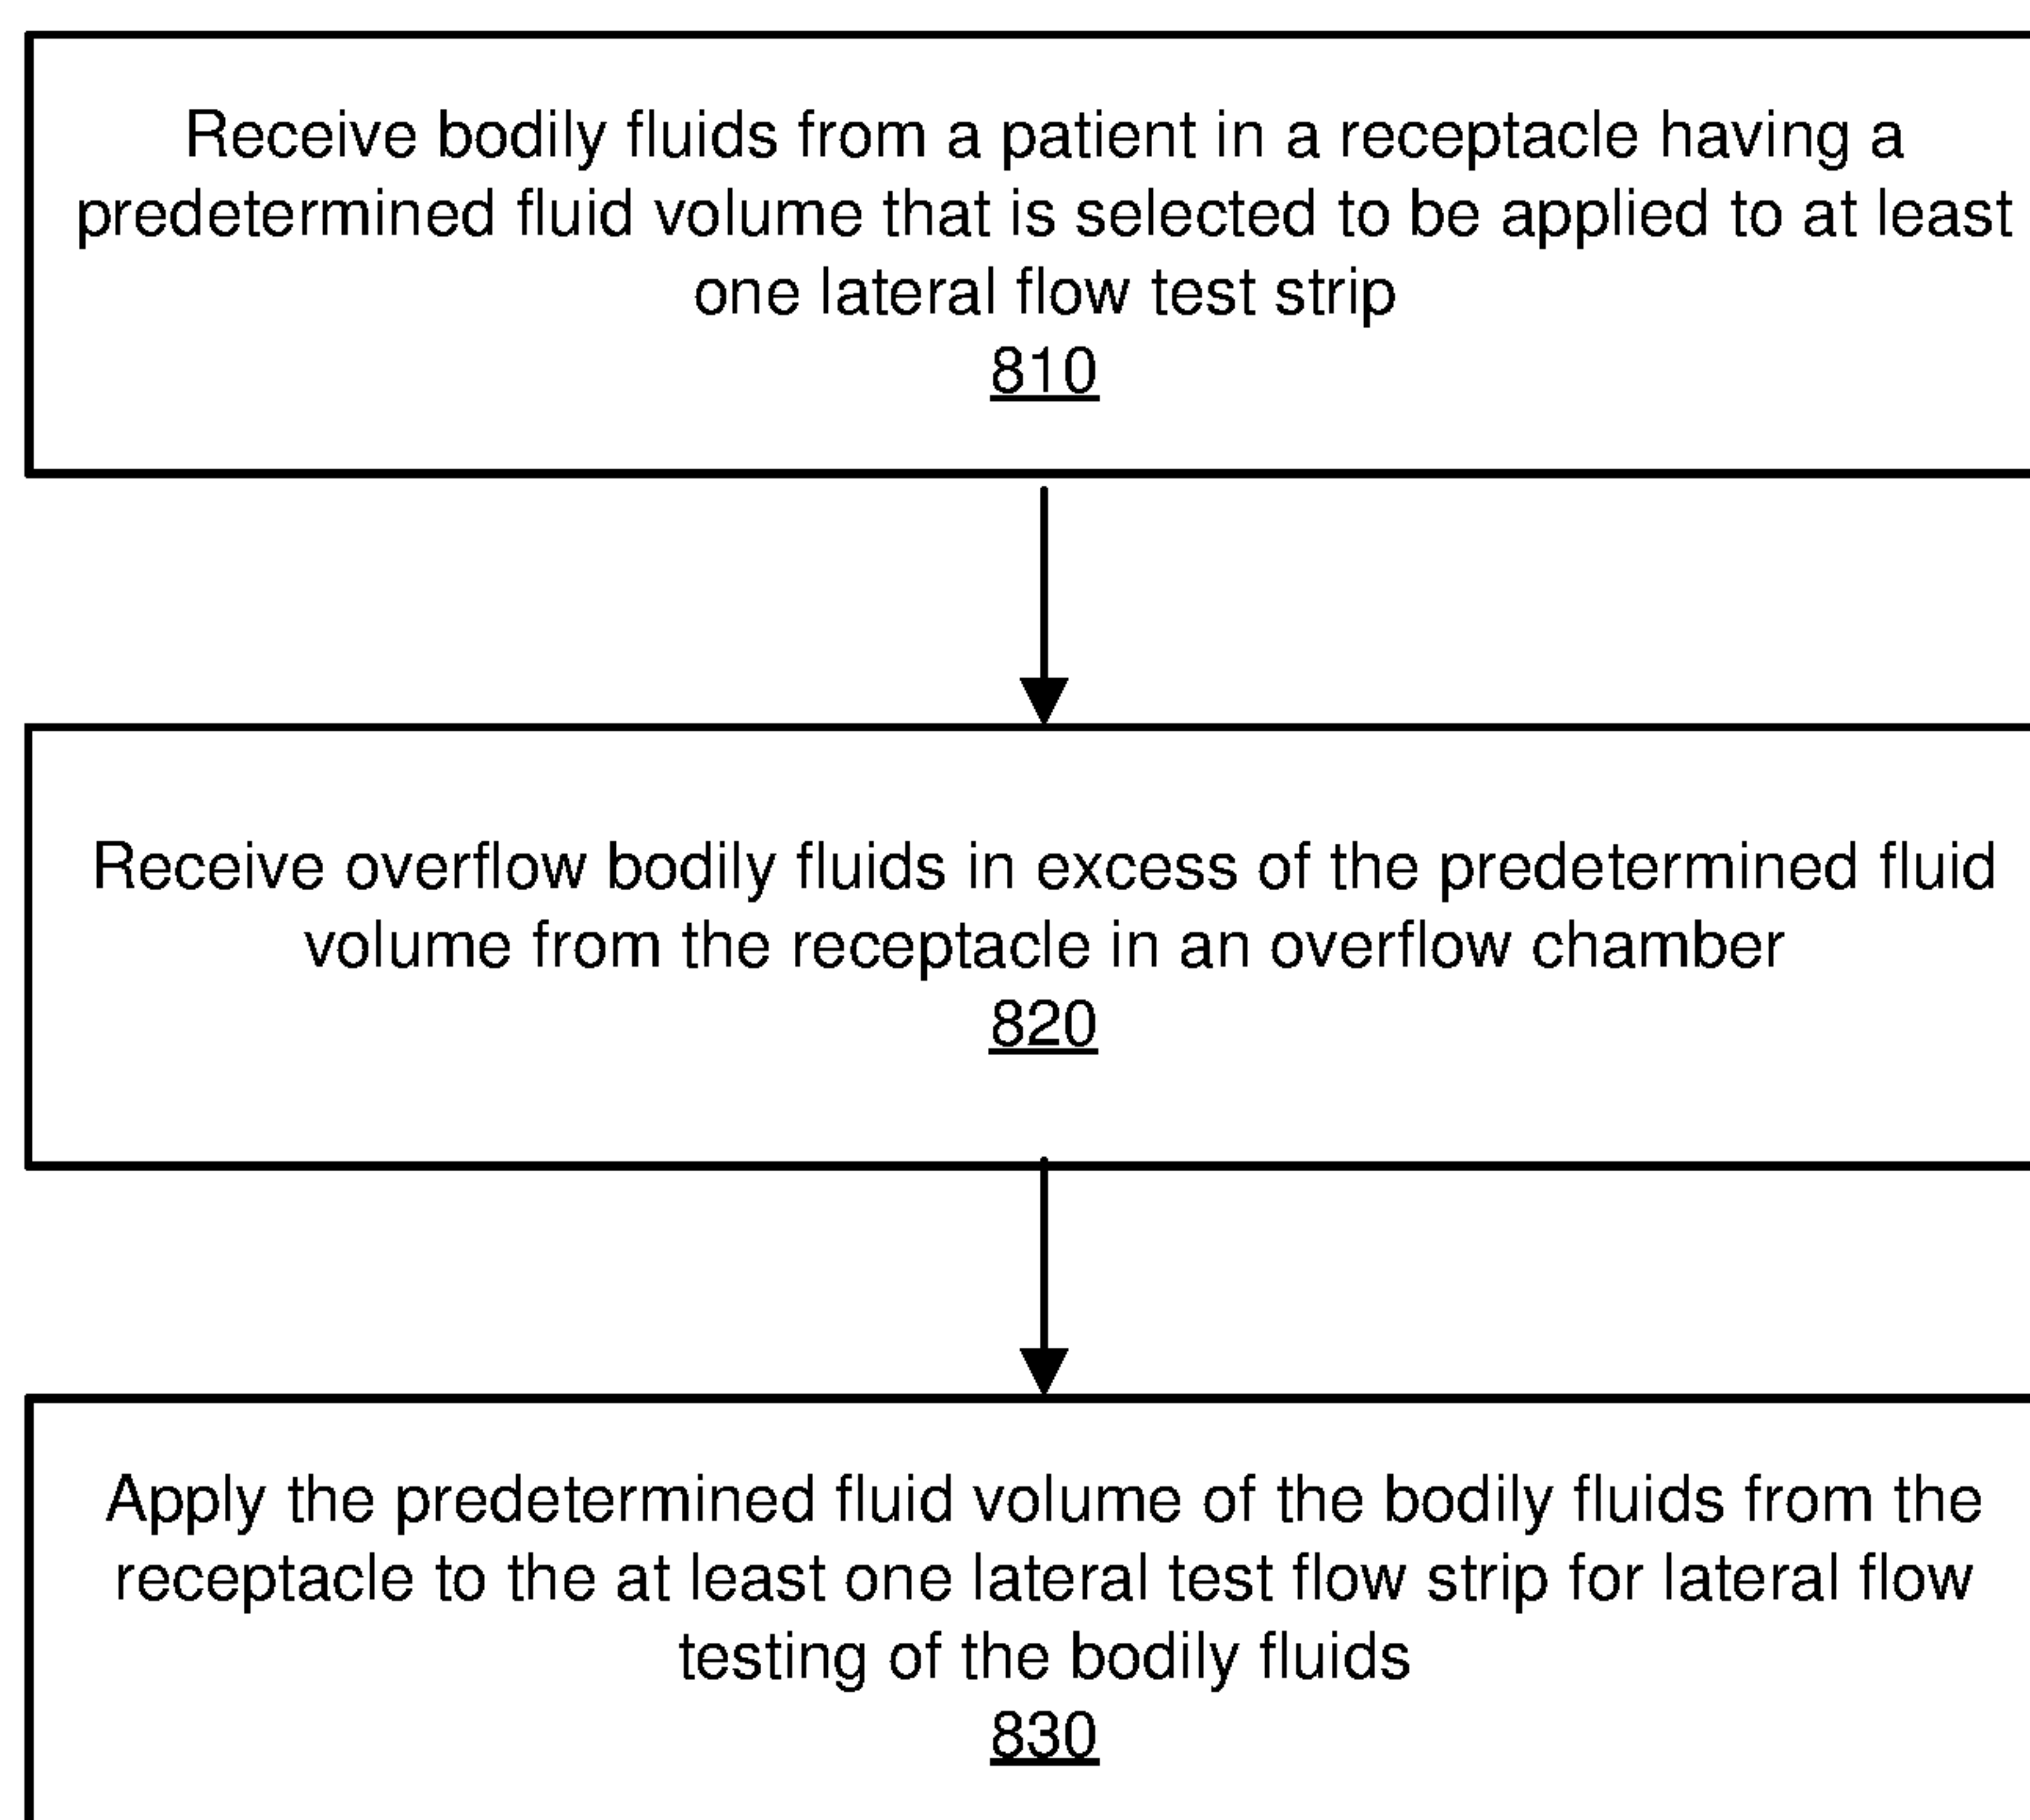 Receive bodily fluids from a patient in a receptacle having a
predetermined fluid volume that is selected to be applied to at least
one lateral flow test strip
810
Receive overflow bodily fluids in excess of the predetermined fluid
volume from the receptacle in an overflow chamber
820
Apply the predetermined fluid volume of the bodily fluids from the
receptacle to the at least one lateral test flow strip for lateral flow
testing of the bodily fluids
830